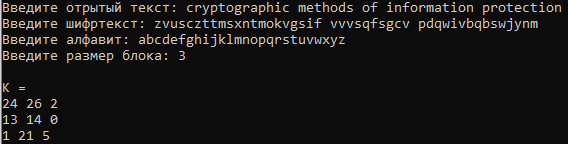 Введите отрытый текст: cryptographic methods of information protection
Введите шифртекст: zvusczttmsxntmokvgsif vvvsqfsgcv pdqwivbqbswjynm
Введите алфавит: abcdefghijklmnopqrstuvwxyz
Введите размер блока: 3
K =
24 26 2
13 14 0
1 21 5